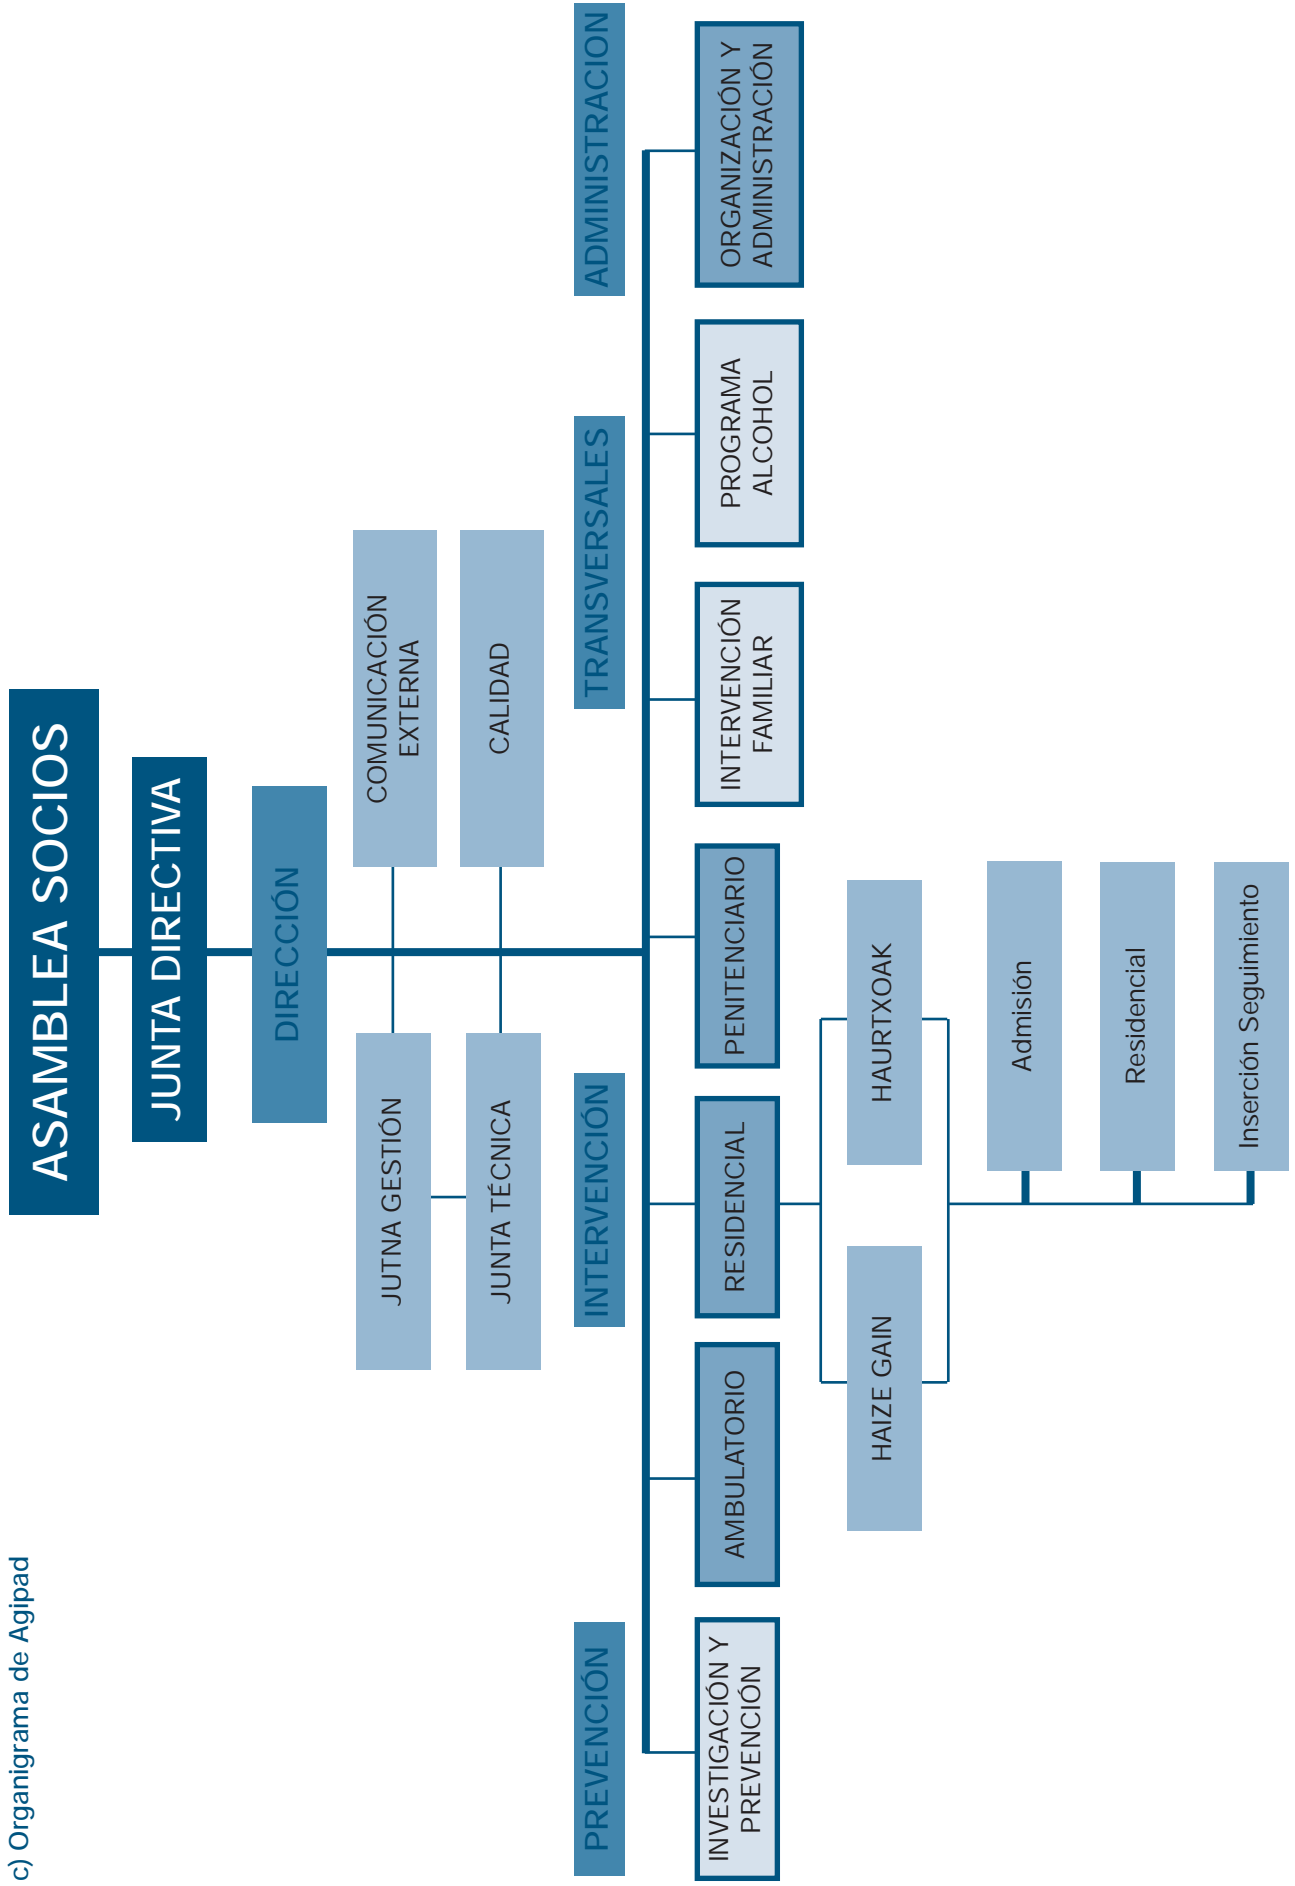 c) Organigrama de Agipad
ASAMBLEA SOCIOS
JUNTA DIRECTIVA
DIRECCIÓN
JUTNA GESTIÓN
COMUNICACIÓN
EXTERNA
JUNTA TÉCNICA
CALIDAD
PREVENCIÓN
INTERVENCIÓN
TRANSVERSALES
ADMINISTRACION
INVESTIGACIÓN Y
PREVENCIÓN
AMBULATORIO
RESIDENCIAL
PENITENCIARIO
INTERVENCIÓN
FAMILIAR
PROGRAMA
ALCOHOL
ORGANIZACIÓN Y
ADMINISTRACIÓN
HAIZE GAIN
HAURTXOAK
Admisión
Residencial
Inserción Seguimiento